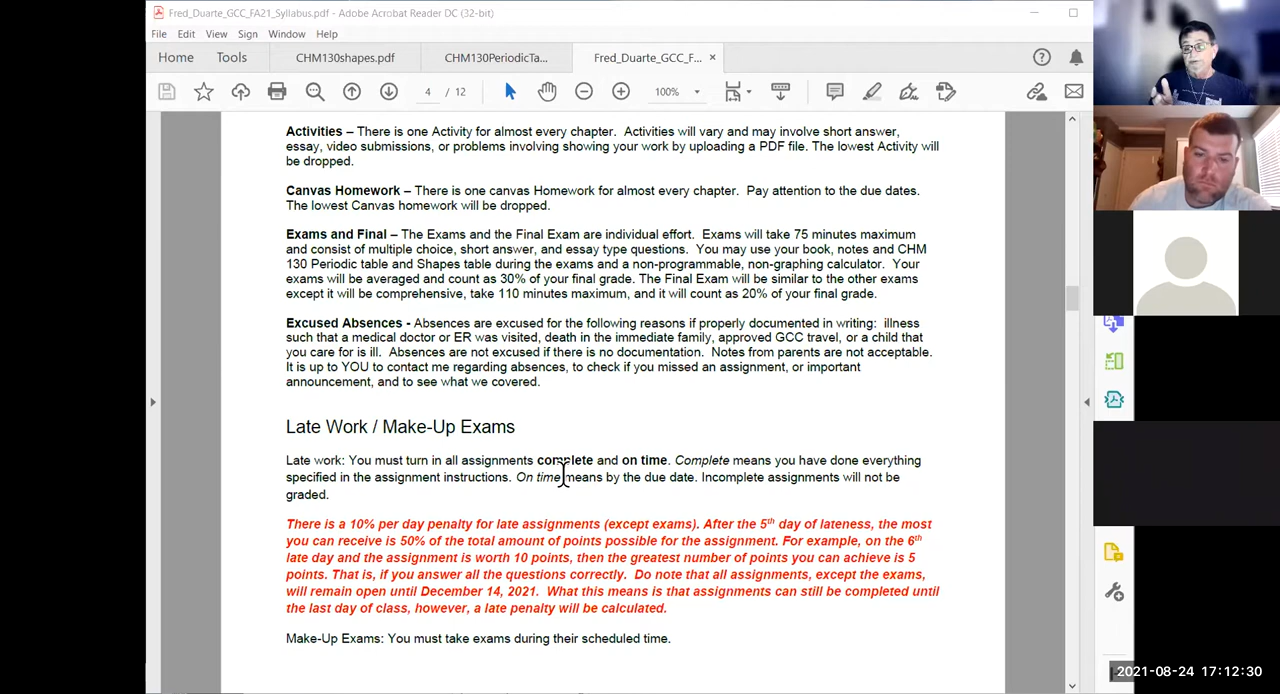 Fred_Duarte_GCC_FA21_Syllabus.pdf - Adobe Acrobat Reader DC (32-bit)
File Edit View Sign Window Help
Home Tools CHM130shapes.pdf CHM130PeriodicTa... Fred_Duarte_GCC_F... ×
4 / 12 100%
Activities – There is one Activity for almost every chapter. Activities will vary and may involve short answer,
essay, video submissions, or problems involving showing your work by uploading a PDF file. The lowest Activity will
be dropped.
Canvas Homework – There is one canvas Homework for almost every chapter. Pay attention to the due dates.
The lowest Canvas homework will be dropped.
Exams and Final – The Exams and the Final Exam are individual effort. Exams will take 75 minutes maximum
and consist of multiple choice, short answer, and essay type questions. You may use your book, notes and CHM
130 Periodic table and Shapes table during the exams and a non-programmable, non-graphing calculator. Your
exams will be averaged and count as 30% of your final grade. The Final Exam will be similar to the other exams
except it will be comprehensive, take 110 minutes maximum, and it will count as 20% of your final grade.
Excused Absences - Absences are excused for the following reasons if properly documented in writing: illness
such that a medical doctor or ER was visited, death in the immediate family, approved GCC travel, or a child that
you care for is ill. Absences are not excused if there is no documentation. Notes from parents are not acceptable.
It is up to YOU to contact me regarding absences, to check if you missed an assignment, or important
announcement, and to see what we covered.
Late Work / Make-Up Exams
Late work: You must turn in all assignments complete and on time. Complete means you have done everything
specified in the assignment instructions. On time means by the due date. Incomplete assignments will not be
graded.
There is a 10% per day penalty for late assignments (except exams). After the 5th day of lateness, the most
you can receive is 50% of the total amount of points possible for the assignment. For example, on the 6th
late day and the assignment is worth 10 points, then the greatest number of points you can achieve is 5
points. That is, if you answer all the questions correctly. Do note that all assignments, except the exams,
will remain open until December 14, 2021. What this means is that assignments can still be completed until
the last day of class, however, a late penalty will be calculated.
Make-Up Exams: You must take exams during their scheduled time.
2021-08-24 17:12:30